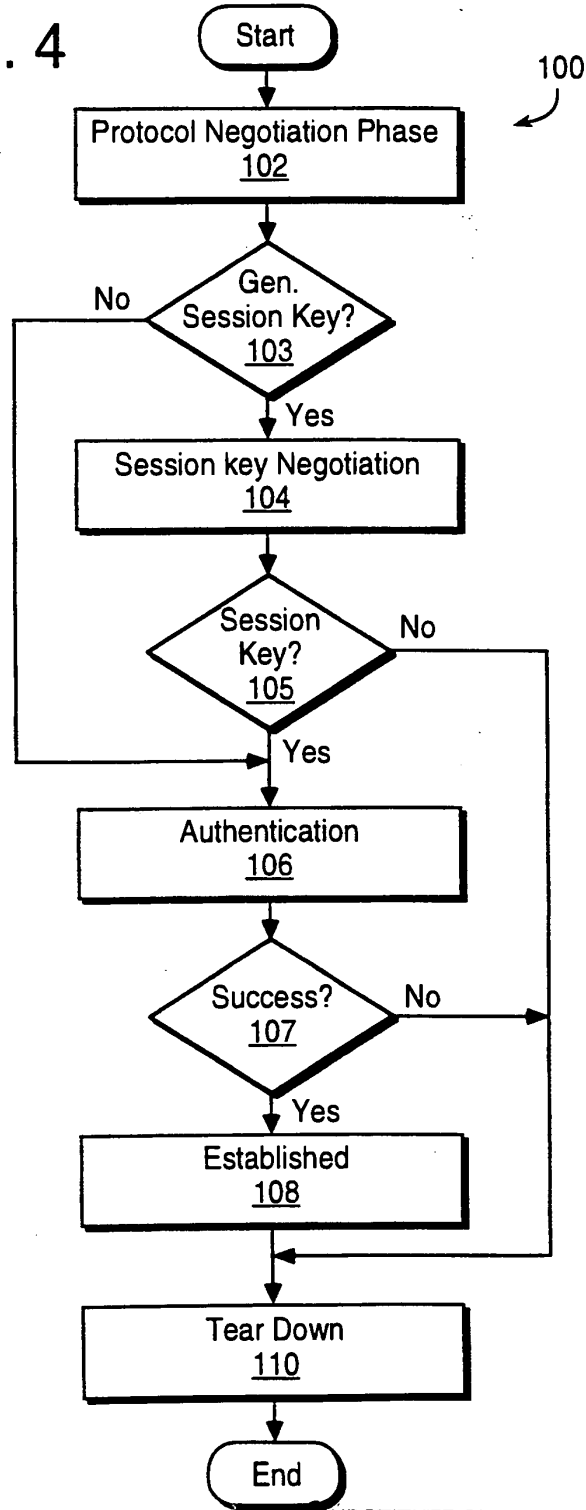 . 4
Start
100
Protocol Negotiation Phase
102
Gen.
Session Key?
103
No
Yes
Session key Negotiation
104
Session
Key?
105
No
Yes
Authentication
106
Success?
107
No
Yes
Established
108
Tear Down
110
End